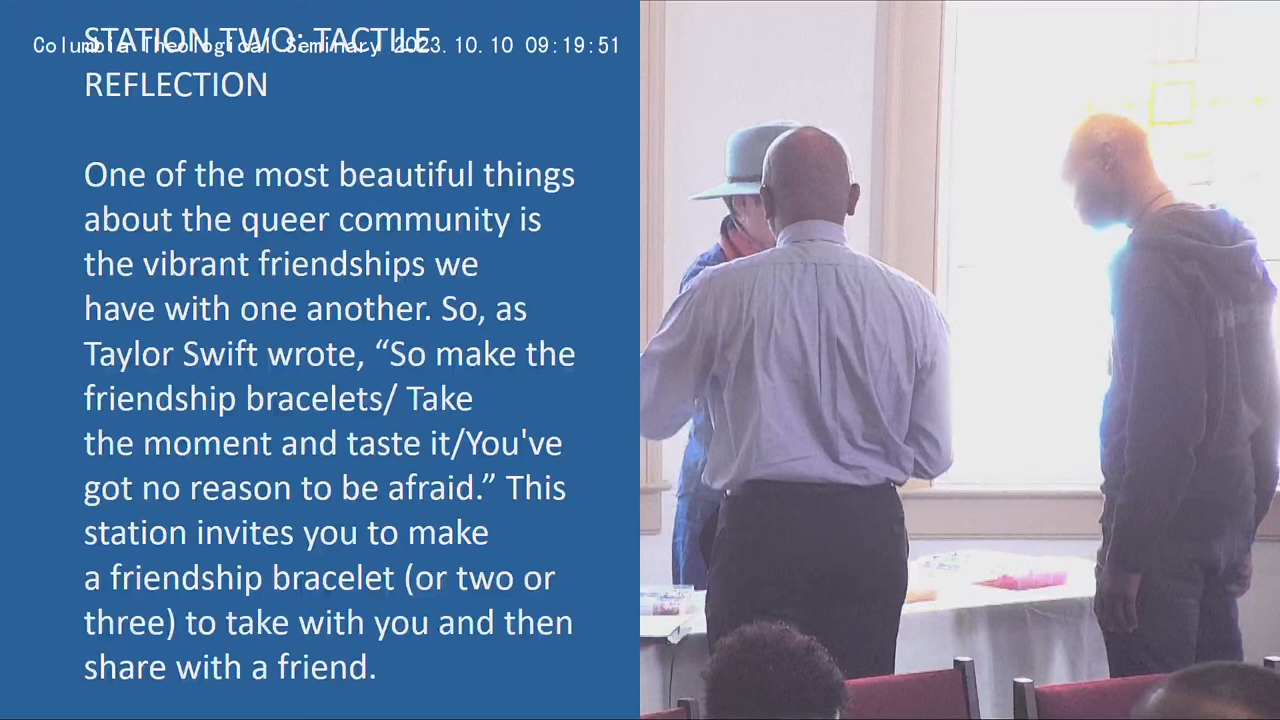 STATION TWO: TACTILE
Columbia Theological Seminary 2023.10.10 09:19:51
REFLECTION
One of the most beautiful things
about the queer community is
the vibrant friendships we
have with one another. So, as
Taylor Swift wrote, “So make the
friendship bracelets/ Take
the moment and taste it/You've
got no reason to be afraid.” This
station invites you to make
a friendship bracelet (or two or
three) to take with you and then
share with a friend.